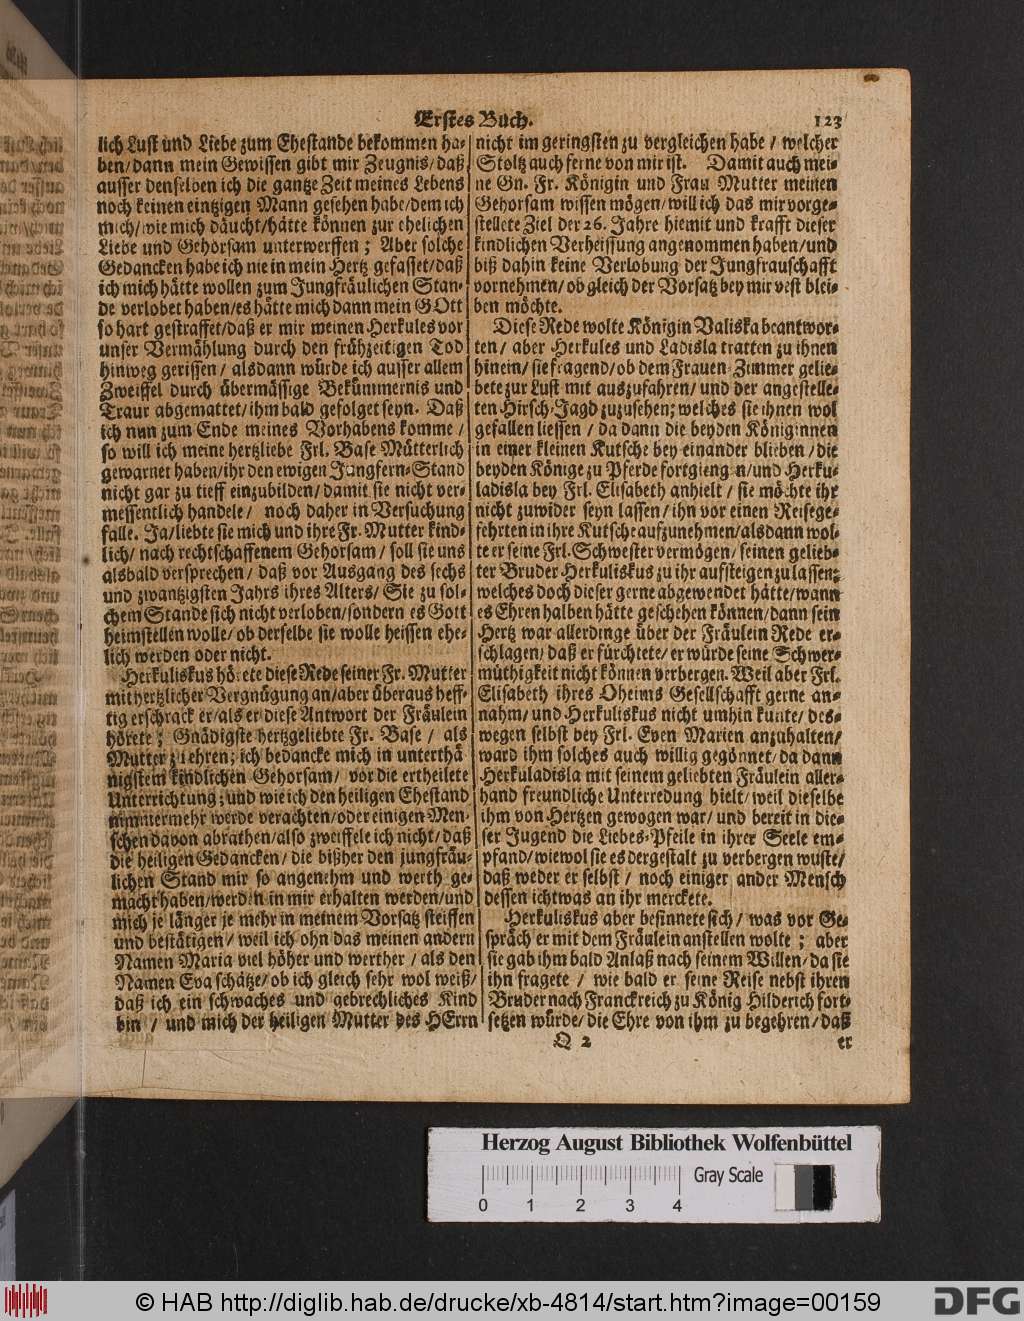 Erstes Buch. 123
lich Lust und Liebe zum Ehestande bekommen ha-
ben/dann mein Gewissen gibt mir Zeugnis/daß
ausser denselben ich die gantze Zeit meines Lebens
noch keinen eintzigen Mann gesehen habe/dem ich
mich/wie mich däucht/hätte können zur ehelichen
Liebe und Gehorsam unterwerffen; Aber solche
Gedancken habe ich nie in mein Hertz gefasset/daß
ich mich hätte wollen zum Jungfräulichen Stan-
de verlobet haben/es hätte mich dann mein GOtt
so hart gestraffet/daß er mir meinen Herkules vor
unser Vermählung durch den frühzeitigen Tod
hinweg gerissen/alsdann würde ich ausser allem
Zweiffel durch übermässige Bekümmernis und
Traur abgemattet/ihm bald gefolget seyn. Daß
ich nun zum Ende meines Vorhabens komme/
so will ich meine hertzliebe Frl. Base Mütterlich
gewarnet haben/ihr den ewigen Jungfern-Stand
nicht gar zu tieff einzubilden/damit sie nicht ver-
messentlich handele/ noch daher in Versuchung
falle. Ja/liebte sie mich und ihre Fr. Mutter kind-
lich/nach rechtschaffenem Gehorsam/soll sie uns
alsbald versprechen/daß vor Ausgang des sechs
und zwantzigsten Jahrs ihres Alters/Sie zu sol-
chem Stande sich nicht verloben/sondern es Gott
heimstellen wolle/ob derselbe sie wolle heissen ehe-
lich werden oder nicht.
Herkuliskus hörete diese Rede seiner Fr. Mutter
mit hertzlicher Vergnügung an/aber überaus heff-
tig erschrack er/als er diese Antwort der Fräulein
hörete; Gnädigste hertzgeliebte Fr. Base/ als
Mutter zu ehren; ich bedancke mich in unterthä
nigstem kindlichen Gehorsam/ vor die ertheilete
Unterrichtung; und wie ich den heiligen Ehestand
nimmermehr werde verachten/oder einigen Men-
schen davon abrathen/also zweiffele ich nicht/daß
die heiligen Gedancken/die bißher den jungfräu-
lichen Stand mir so angenehm und werth ge-
macht haben/werden in mir erhalten werden/und
mich je länger je mehr in meinem Vorsatz steiffen
und bestätigen/weil ich ohn das meinen andern
Namen Maria viel höher und werther/als den
Namen Eva schätze/ob ich gleich sehr wol weiß/
daß ich ein schwaches und gebrechliches Kind
bin / und mich der heiligen Mutter des HErrn
nicht im geringsten zu vergleichen habe/ welcher
Stoltz auch ferne von mir ist. Damit auch mei-
ne Gn. Fr. Königin und Frau Mutter meinen
Gehorsam wissen mögen/will ich das mir vorge-
stellete Ziel der 26. Jahre hiemit und krafft dieser
kindlichen Verheissung angenommen haben/und
biß dahin keine Verlobung der Jungfrauschafft
vornehmen/ob gleich der Vorsatz bey mir vest blei-
ben möchte.
Diese Rede wolte Königin Valiska beantwor-
ten/ aber Herkules und Ladisla tratten zu ihnen
hinein/sie fragend/ob dem Frauen-Zimmer gelie-
bete zur Lust mit auszufahren/und der angestelle-
ten Hirsch-Jagd zuzusehen; welches sie ihnen wol
gefallen liessen / da dann die beyden Königinnen
in einer kleinen Kutsche bey einander blieben/die
beyden Könige zu Pferde fortgiengen/und Herku-
ladisla bey Frl. Elisabeth anhielt/ sie möchte ihr
nicht zuwider seyn lassen/ihn vor einen Reisege-
fehrten in ihre Kutsche aufzunehmen/alsdann wol-
te er seine Frl. Schwester vermögen/seinen gelieb-
ter Bruder Herkuliskus zu ihr aufsteigen zu lassen;
welches doch dieser gerne abgewendet hätte/wann
es Ehren halben hätte geschehen können/dann sein
Hertz war allerdinge über der Fräulein Rede er-
schlagen/daß er fürchtete/er würde seine Schwer-
müthigkeit nicht können verbergen. Weil aber Frl.
Elisabeth ihres Oheims Gesellschafft gerne an-
nahm/und Herkuliskus nicht umhin kunte/des-
wegen selbst bey Frl. Even Marien anzuhalten/
ward ihm solches auch willig gegönnet/da dann
Herkuladisla mit seinem geliebten Fräulein aller-
hand freundliche Unterredung hielt/weil dieselbe
ihm von Hertzen gewogen war/und bereit in die-
ser Jugend die Liebes-Pfeile in ihrer Seele em-
pfand/wiewol sie es dergestalt zu verbergen wuste/
daß weder er selbst/ noch einiger ander Mensch
dessen ichtwas an ihr merckete.
Herkuliskus aber besinnete sich/ was vor Ge-
spräch er mit dem Fräulein anstellen wolte; aber
sie gab ihm bald Anlaß nach seinem Willen/da sie
ihn fragete/ wie bald er seine Reise nebst ihren
Bruder nach Franckreich zu König Hilderich fort-
setzen würde/die Ehre von ihm zu begehren/daß
Q 2 er
Herzog August Bibliothek Wolfenbüttel
Gray Scale
0 1 2 3 4
© HAB http://diglib.hab.de/drucke/xb-4814/start.htm?image=00159
DFG